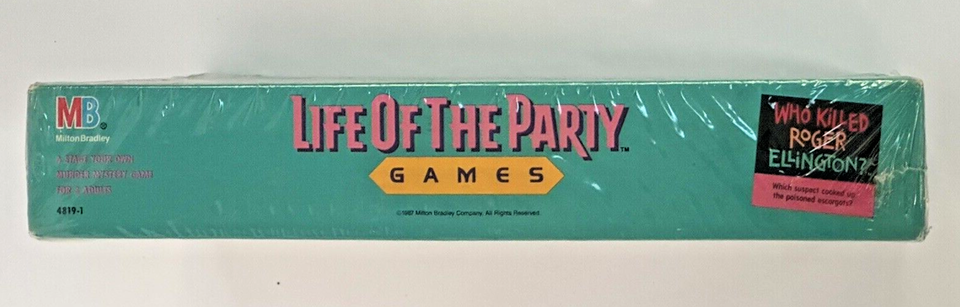 MB®
Milton Bradley
A STAGE YOUR OWN
MURDER MYSTERY GAME
FOR 8 ADULTS
4819-1
LIFE OF THE PARTY™
GAMES
©1987 Milton Bradley Company. All Rights Reserved
WHO KILLED
ROGER
ELLINGTON?
Which suspect cooked up
the poisoned escargots?